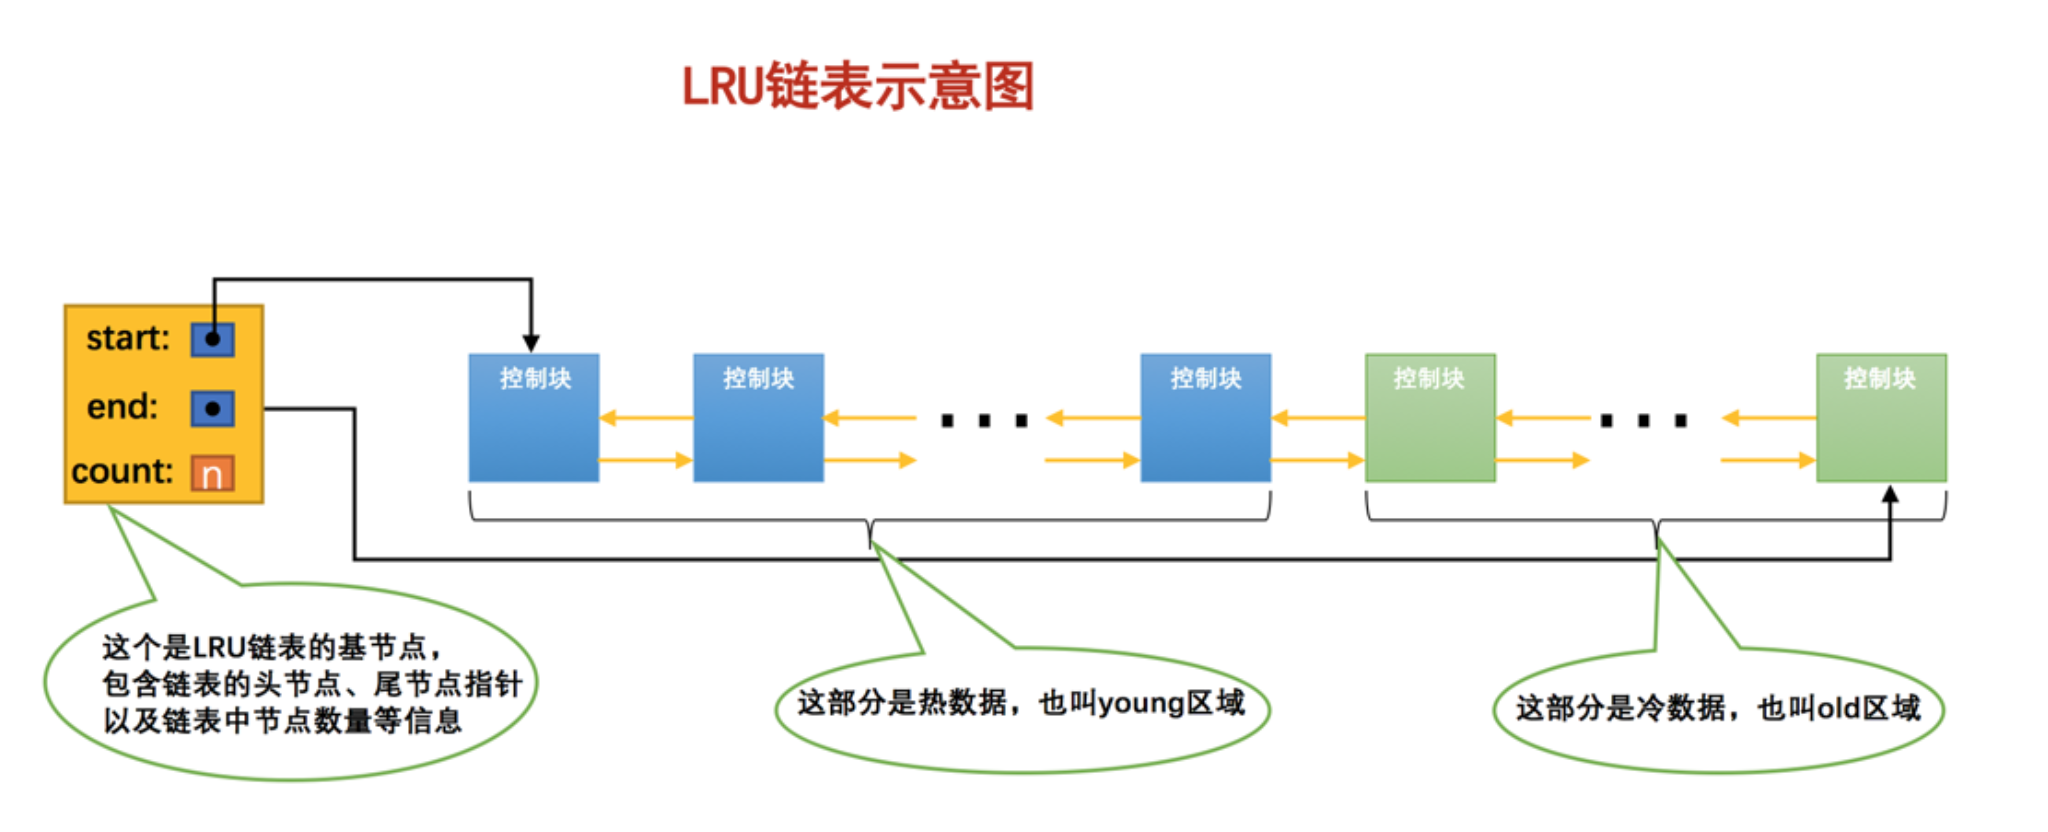 LRU链表示意图
start:
end:
count: n
控制块
控制块
控制块
控制块
控制块
这个是LRU链表的基节点，
包含链表的头节点、尾节点指针
以及链表中节点数量等信息
这部分是热数据，也叫young区域
这部分是冷数据，也叫old区域